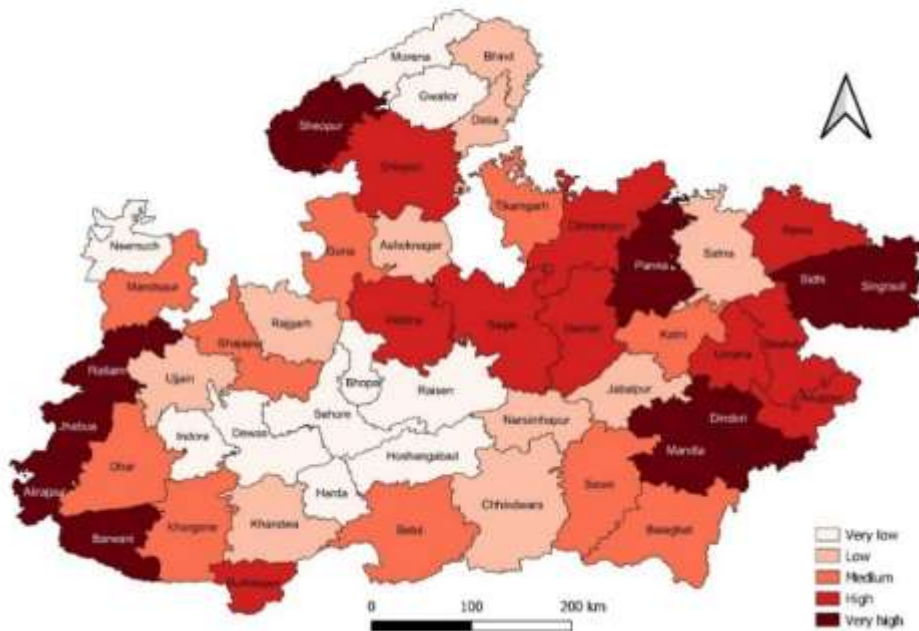 Morena
Bhind
Gwalior
Datia
Sheopur
Shivpuri
Tikamgarh
Chhatarpur
Rewa
Neemuch
Guna
Ashoknagar
Panna
Satna
Sidhi
Singrauli
Mandsaur
Rajgarh
Vidisha
Sagar
Damoh
Katni
Shajapur
Umaria
Shahdol
Ratlam
Ujjain
Bhopal
Raisen
Jabalpur
Anuppur
Jhabua
Sehore
Narsimhapur
Dindori
Indore
Dewas
Hoshangabad
Mandla
Dhar
Alirajpur
Harda
Seoni
Chhindwara
Barwani
Khargone
Khandwa
Betul
Balaghat
Burhanpur
Very low
Low
Medium
High
Very high
0 100 200 km